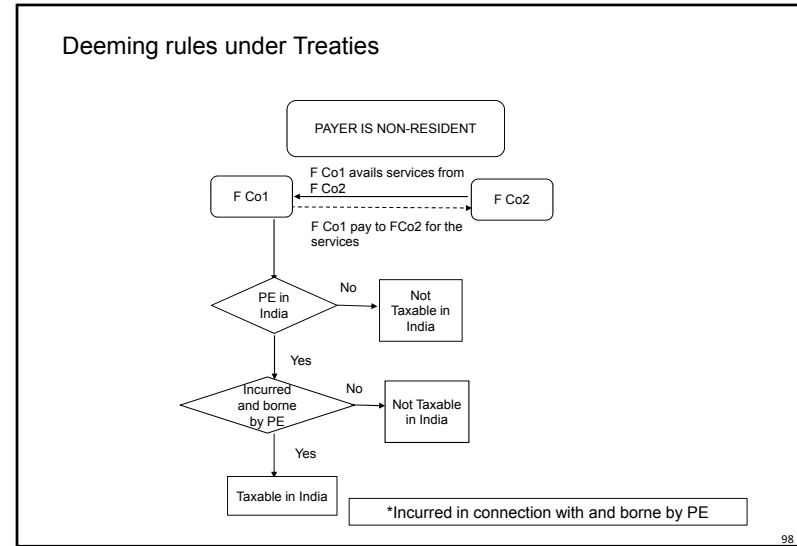 Deeming rules under Treaties
PAYER IS NON-RESIDENT
F Co1 avails services from
F Co2
F Co1
F Co2
F Co1 pay to FCo2 for the
services
PE in
India
No
Not
Taxable in
India
Yes
Incurred
and borne
by PE
No
Not Taxable
in India
Yes
Taxable in India
*Incurred in connection with and borne by PE
98